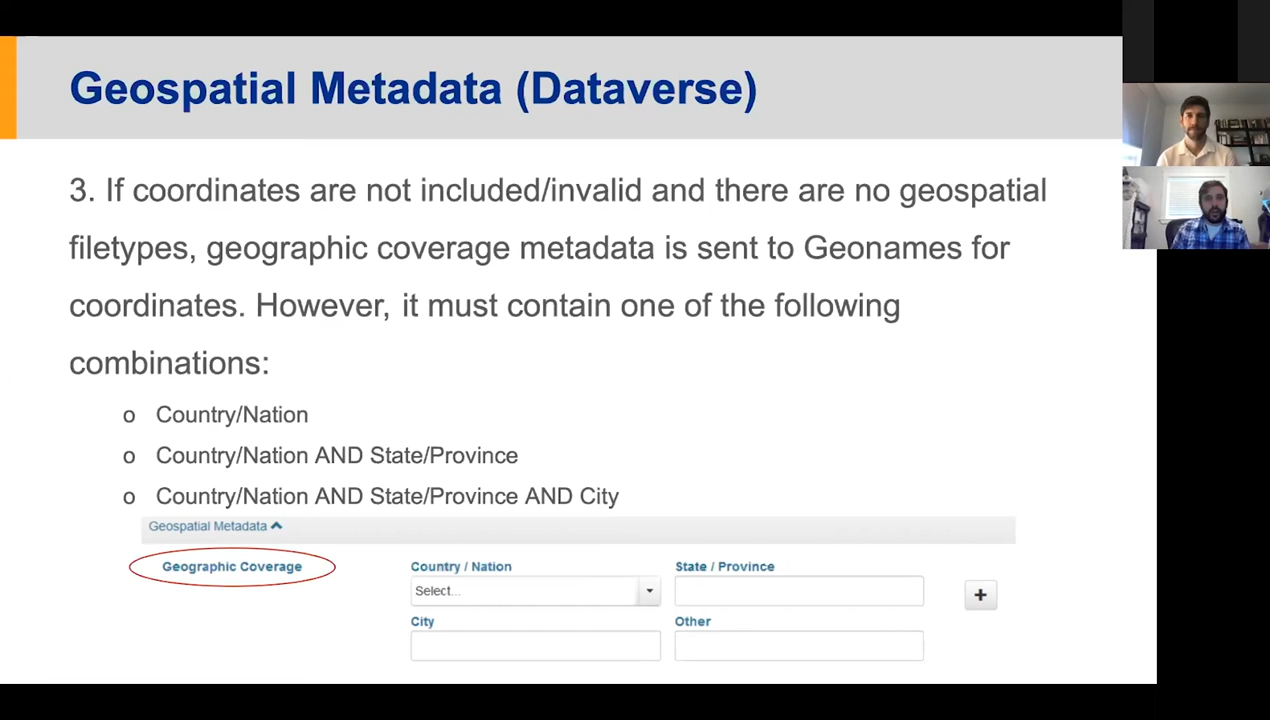 Geospatial Metadata (Dataverse)
3. If coordinates are not included/invalid and there are no geospatial
filetypes, geographic coverage metadata is sent to Geonames for
coordinates. However, it must contain one of the following
combinations:
o Country/Nation
o Country/Nation AND State/Province
o Country/Nation AND State/Province AND City
Geospatial Metadata
Geographic Coverage
Country / Nation
State / Province
Select...
+
City
Other